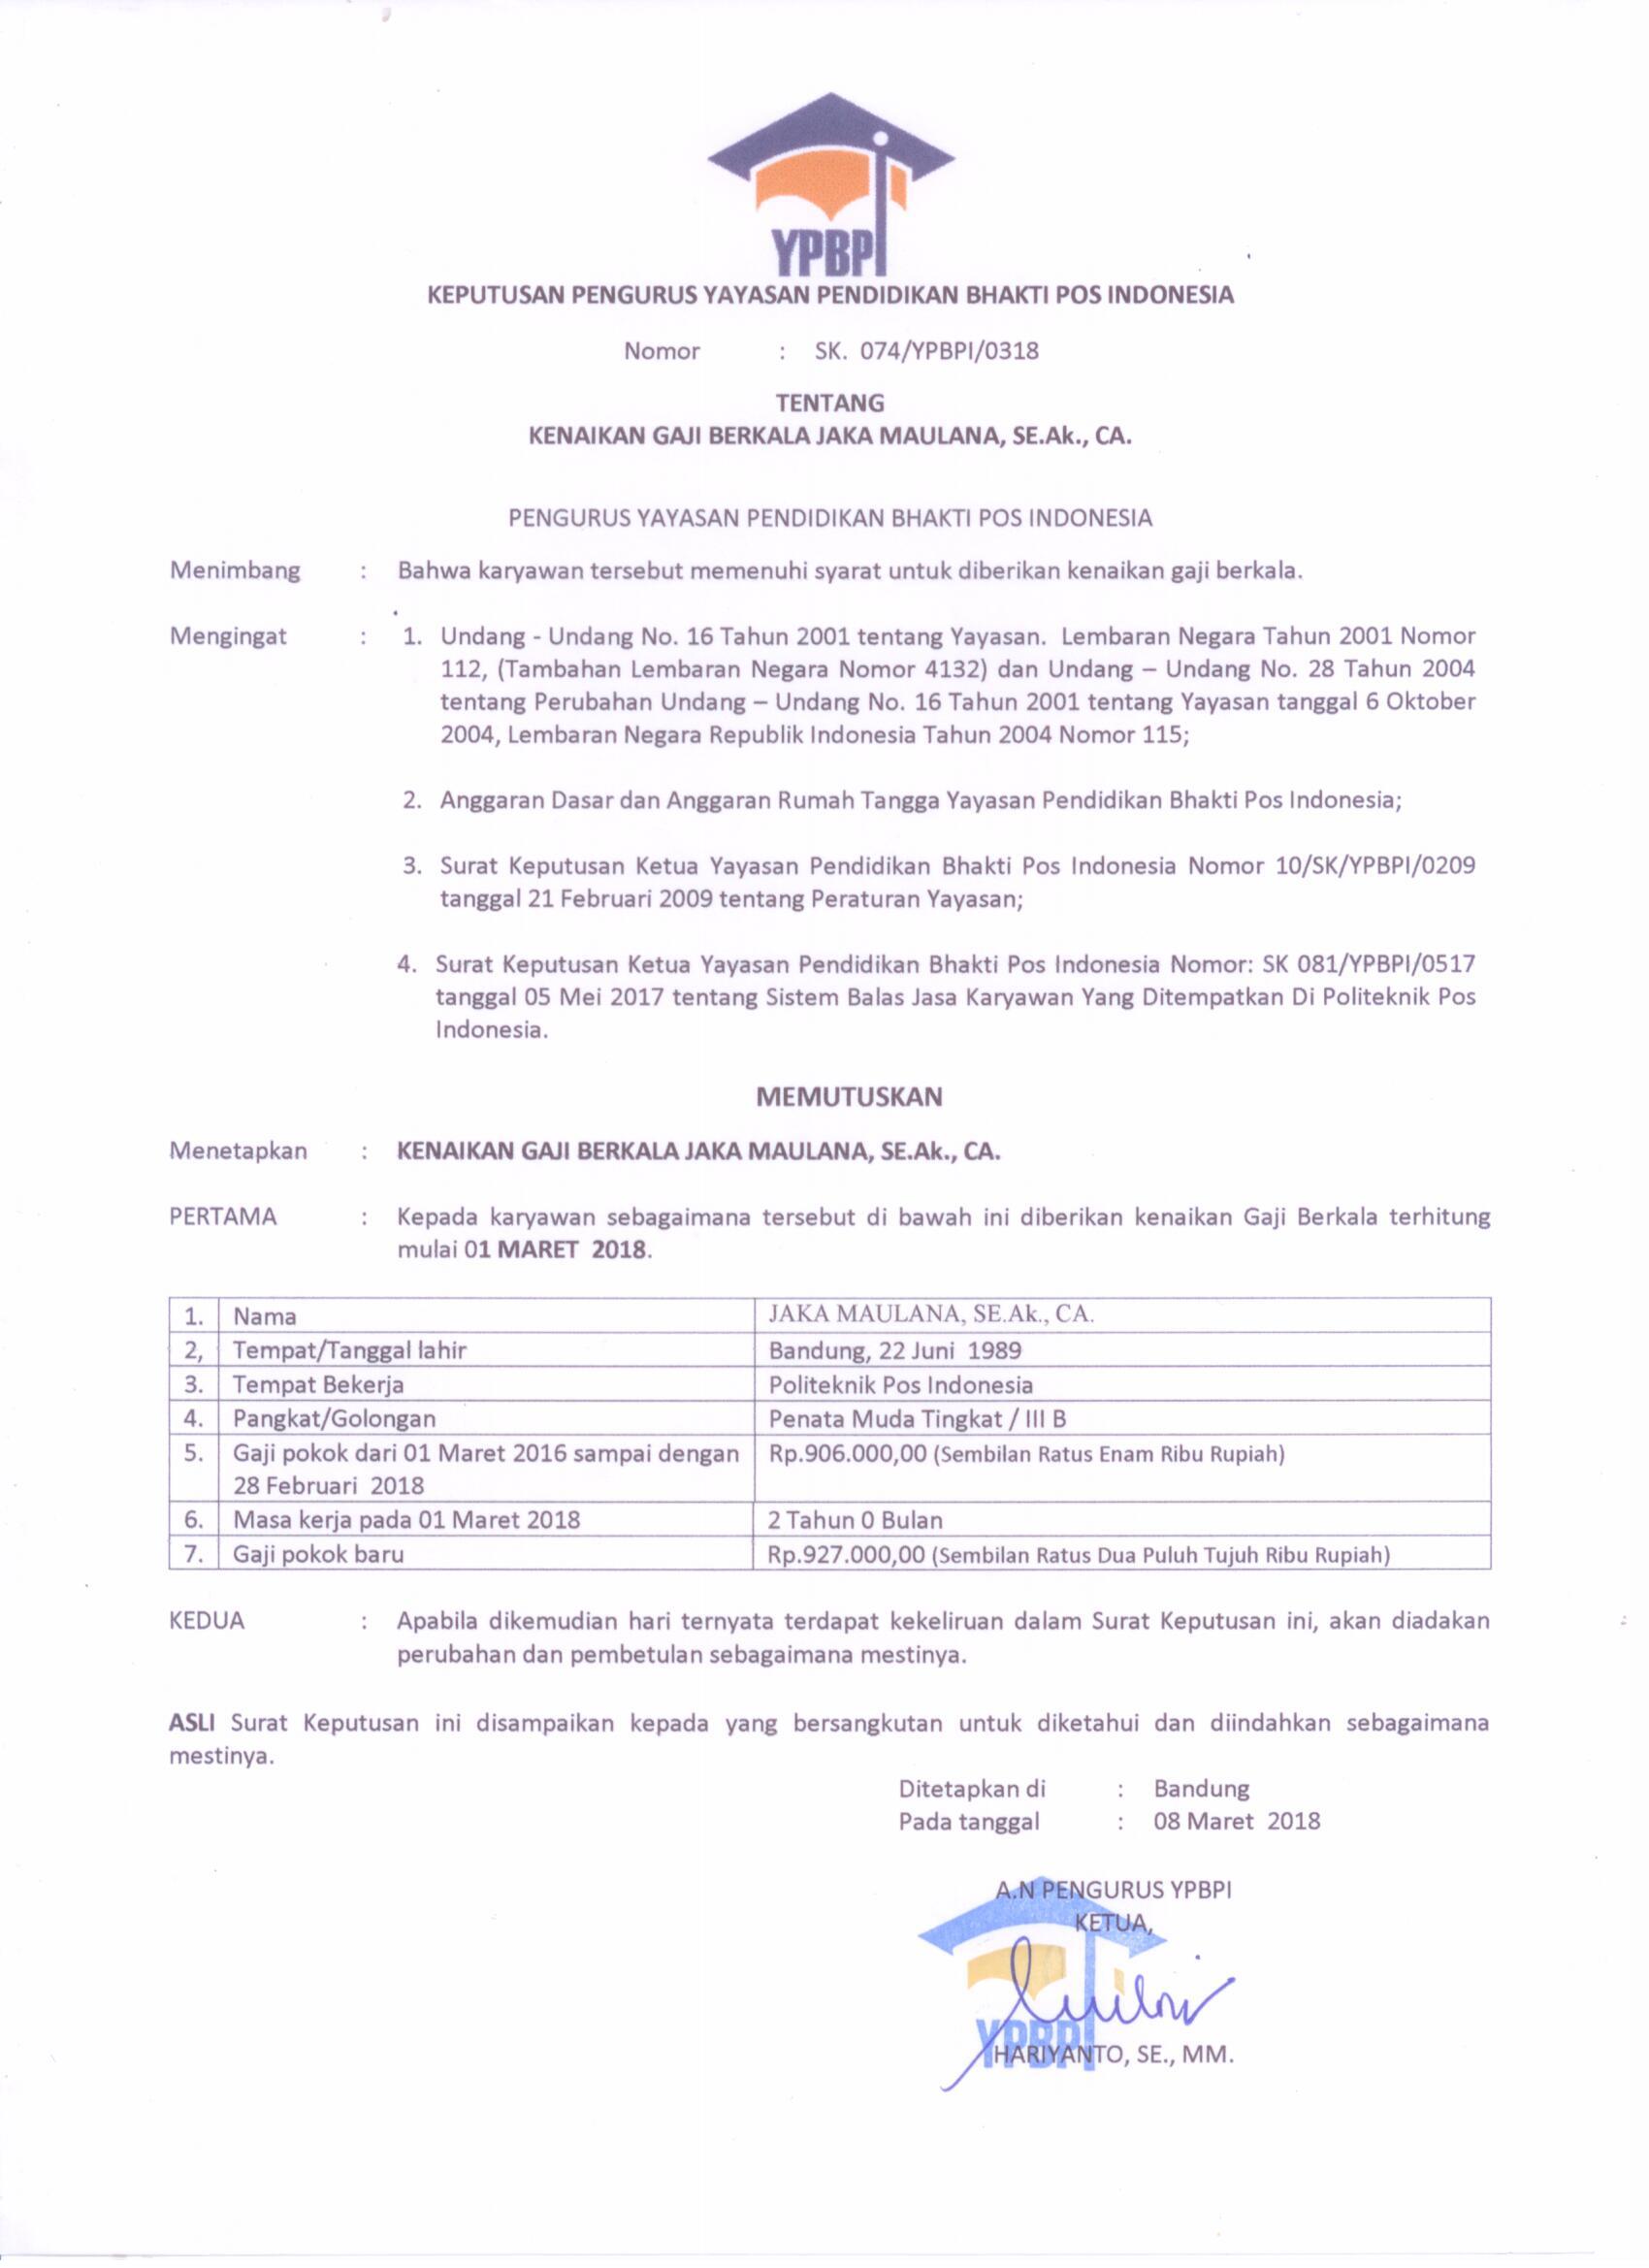 YPBPI
KEPUTUSAN PENGURUS YAYASAN PENDIDIKAN BHAKTI POS INDONESIA
Nomor : SK. 074/YPBPI/0318
TENTANG
KENAIKAN GAJI BERKALA JAKA MAULANA, SE.Ak., CA.
PENGURUS YAYASAN PENDIDIKAN BHAKTI POS INDONESIA
Menimbang : Bahwa karyawan tersebut memenuhi syarat untuk diberikan kenaikan gaji berkala.
Mengingat : 1. Undang - Undang No. 16 Tahun 2001 tentang Yayasan. Lembaran Negara Tahun 2001 Nomor
112, (Tambahan Lembaran Negara Nomor 4132) dan Undang – Undang No. 28 Tahun 2004
tentang Perubahan Undang – Undang No. 16 Tahun 2001 tentang Yayasan tanggal 6 Oktober
2004, Lembaran Negara Republik Indonesia Tahun 2004 Nomor 115;
2. Anggaran Dasar dan Anggaran Rumah Tangga Yayasan Pendidikan Bhakti Pos Indonesia;
3. Surat Keputusan Ketua Yayasan Pendidikan Bhakti Pos Indonesia Nomor 10/SK/YPBPI/0209
tanggal 21 Februari 2009 tentang Peraturan Yayasan;
4. Surat Keputusan Ketua Yayasan Pendidikan Bhakti Pos Indonesia Nomor: SK 081/YPBPI/0517
tanggal 05 Mei 2017 tentang Sistem Balas Jasa Karyawan Yang Ditempatkan Di Politeknik Pos
Indonesia.
MEMUTUSKAN
Menetapkan : KENAIKAN GAJI BERKALA JAKA MAULANA, SE.Ak., CA.
PERTAMA : Kepada karyawan sebagaimana tersebut di bawah ini diberikan kenaikan Gaji Berkala terhitung
mulai 01 MARET 2018.
1. Nama JAKA MAULANA, SE.Ak., CA.
2, Tempat/Tanggal lahir Bandung, 22 Juni 1989
3. Tempat Bekerja Politeknik Pos Indonesia
4. Pangkat/Golongan Penata Muda Tingkat / III B
5. Gaji pokok dari 01 Maret 2016 sampai dengan Rp.906.000,00 (Sembilan Ratus Enam Ribu Rupiah)
28 Februari 2018
6. Masa kerja pada 01 Maret 2018 2 Tahun 0 Bulan
7. Gaji pokok baru Rp.927.000,00 (Sembilan Ratus Dua Puluh Tujuh Ribu Rupiah)
KEDUA : Apabila dikemudian hari ternyata terdapat kekeliruan dalam Surat Keputusan ini, akan diadakan
perubahan dan pembetulan sebagaimana mestinya.
ASLI Surat Keputusan ini disampaikan kepada yang bersangkutan untuk diketahui dan diindahkan sebagaimana
mestinya.
Ditetapkan di : Bandung
Pada tanggal : 08 Maret 2018
A.N PENGURUS YPBPI
KETUA,
YPBPI
HARIYANTO, SE., MM.